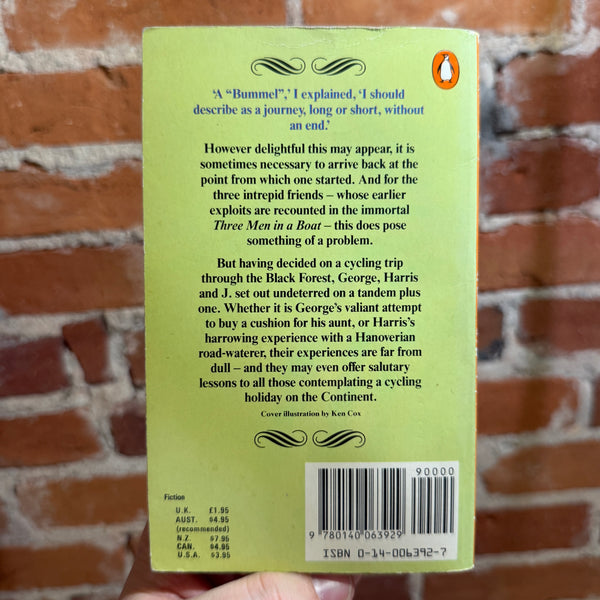 ‘A “Bummel”,’ I explained, ‘I should
describe as a journey, long or short, without
an end.’
However delightful this may appear, it is
sometimes necessary to arrive back at the
point from which one started. And for the
three intrepid friends – whose earlier
exploits are recounted in the immortal
Three Men in a Boat – this does pose
something of a problem.
But having decided on a cycling trip
through the Black Forest, George, Harris
and J. set out undeterred on a tandem plus
one. Whether it is George’s valiant attempt
to buy a cushion for his aunt, or Harris’s
harrowing experience with a Hanoverian
road-waterer, their experiences are far from
dull – and they may even offer salutary
lessons to all those contemplating a cycling
holiday on the Continent.
Cover illustration by Ken Cox
Fiction
U.K. £1.95
AUST. $4.95
(recommended)
N.Z. $7.95
CAN. $4.95
U.S.A. $3.95
90000
9 780140 063929
ISBN 0-14-006392-7